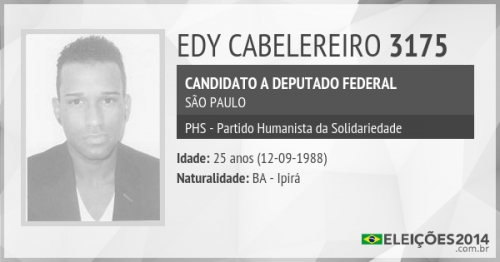 EDY CABELEREIRO 3175
CANDIDATO A DEPUTADO FEDERAL
SÃO PAULO
PHS - Partido Humanista da Solidariedade
Idade: 25 anos (12-09-1988)
Naturalidade: BA - Ipirá
ELEIÇÕES2014
.com.br